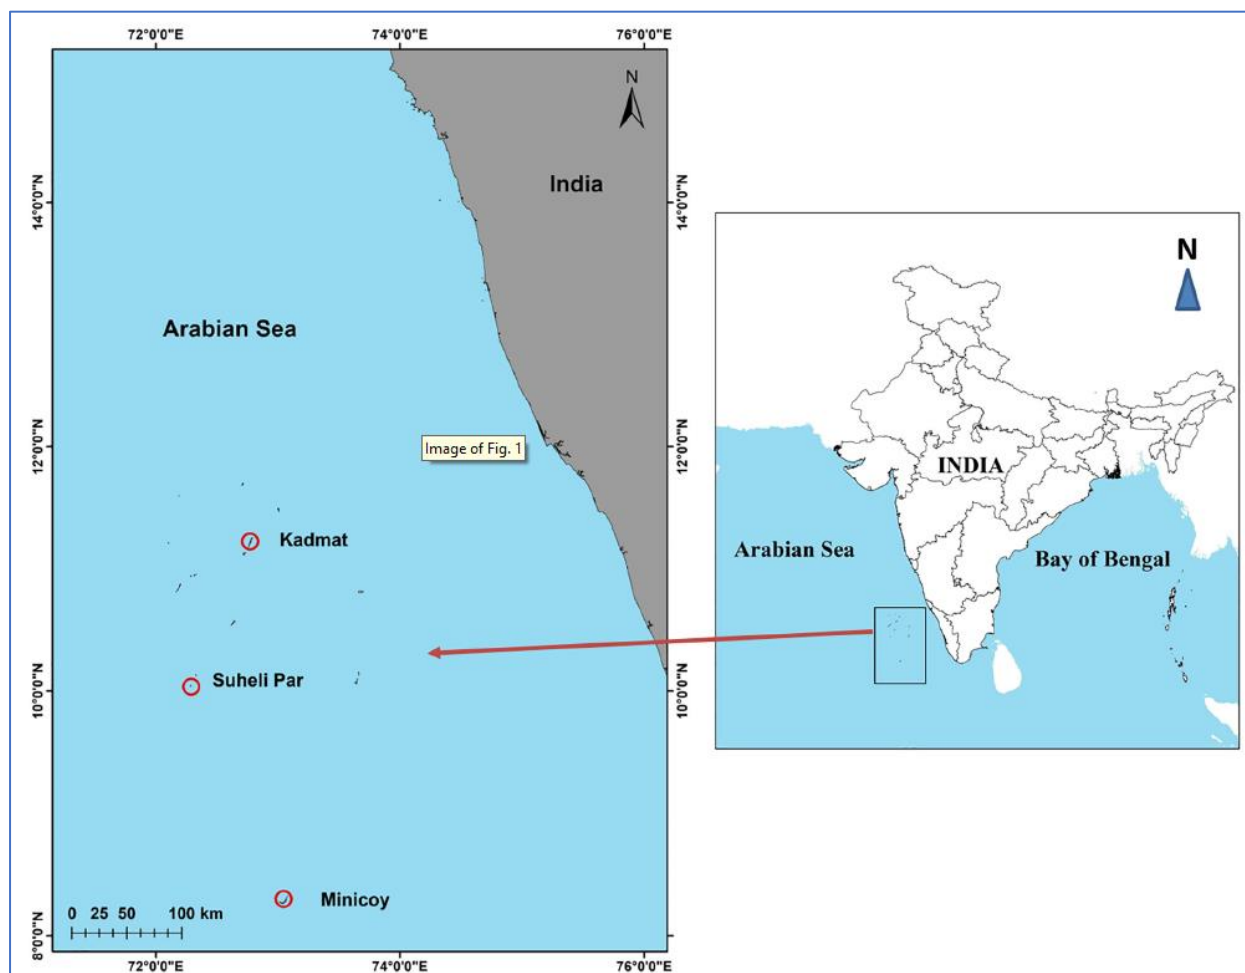 72°0'0"E 74°0'0"E 76°0'0"E
N
India
14°0'0"N 14°0'0"N
Arabian Sea
12°0'0"N 12°0'0"N
Image of Fig. 1
Kadmat
Suheli Par
10°0'0"N 10°0'0"N
Minicoy
0 25 50 100 km
8°0'0"N 8°0'0"N
72°0'0"E 74°0'0"E 76°0'0"E
N
INDIA
Arabian Sea
Bay of Bengal